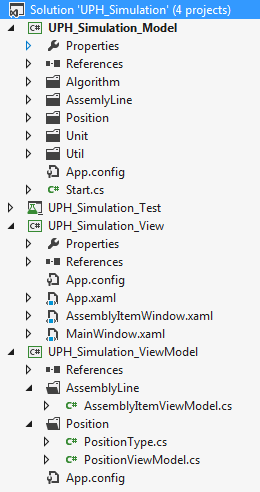 Solution 'UPH_Simulation' (4 projects)
C# UPH_Simulation_Model
Properties
References
Algorithm
AssemlyLine
Position
Unit
Util
App.config
C# Start.cs
UPH_Simulation_Test
C# UPH_Simulation_View
Properties
References
App.config
App.xaml
AssemblyItemWindow.xaml
MainWindow.xaml
C# UPH_Simulation_ViewModel
References
AssemblyLine
C# AssemblyItemViewModel.cs
Position
C# PositionType.cs
C# PositionViewModel.cs
App.config